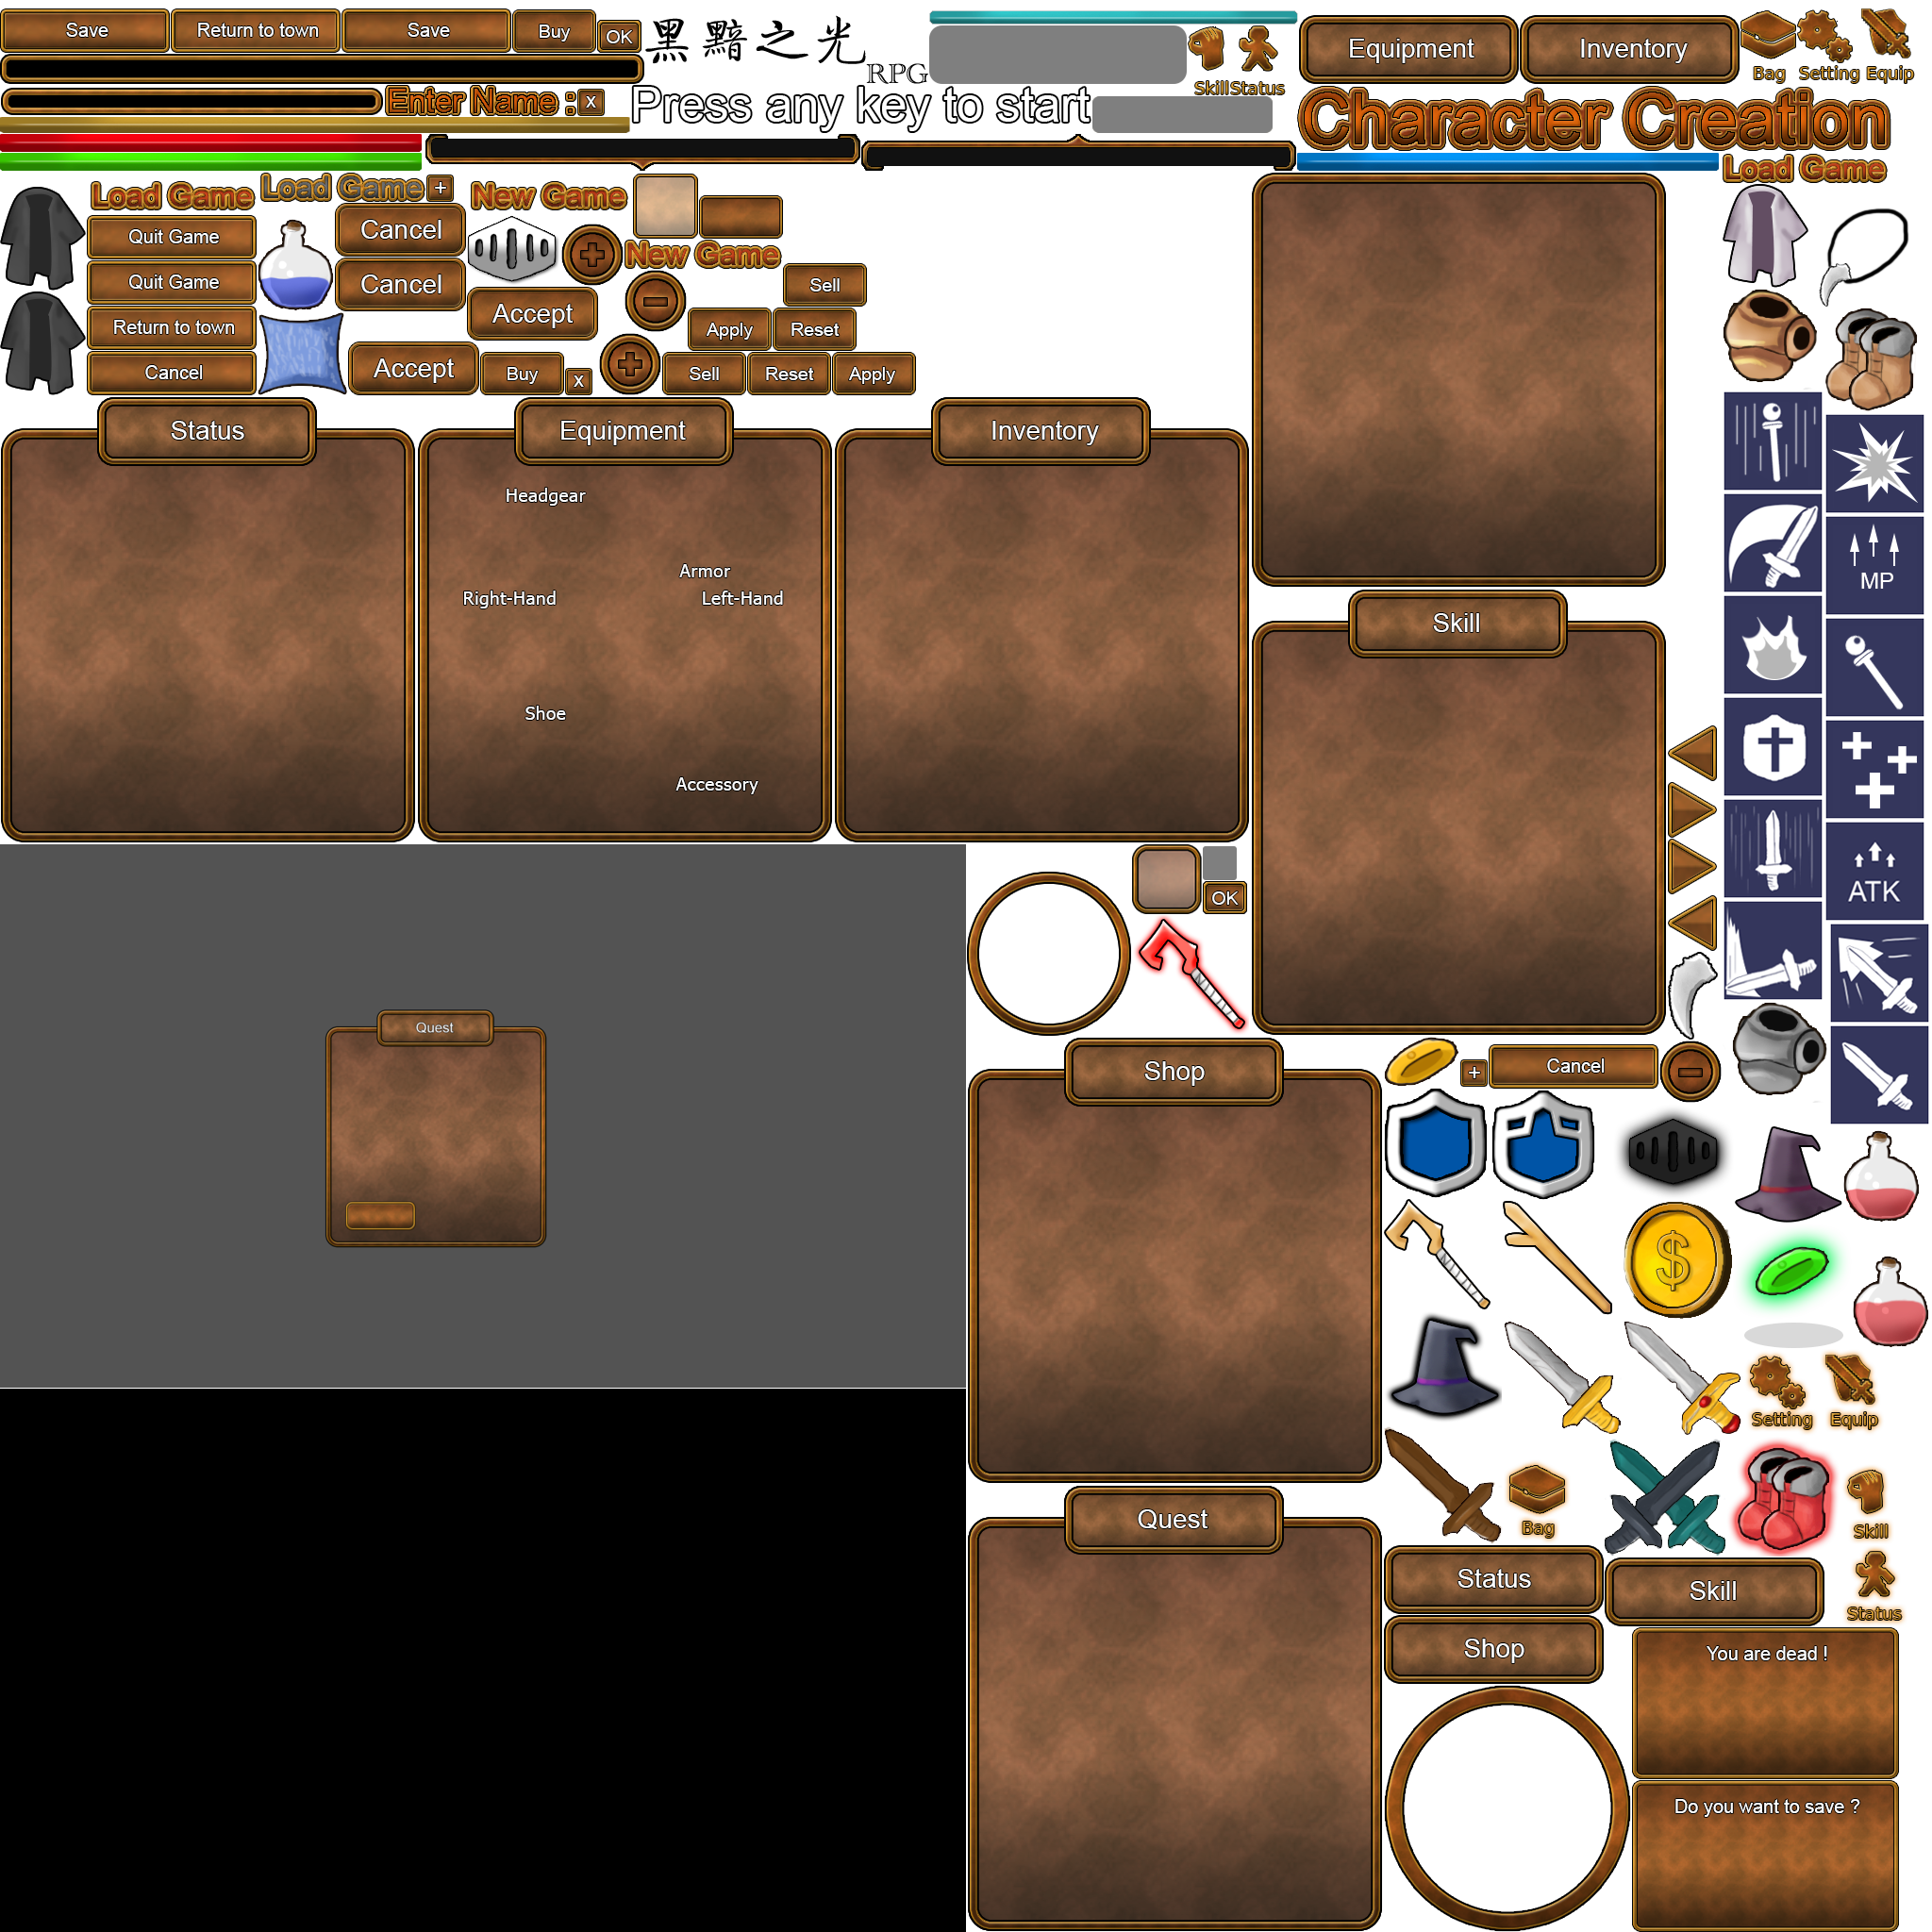 Save
Return to town
Save
Buy
OK
黑黯之光
RPG
Skill
Status
Equipment
Inventory
Bag
Setting
Equip
Enter Name :
x
Press any key to start
Character Creation
Load Game
Load Game
+
New Game
Load Game
Quit Game
Cancel
New Game
Quit Game
Cancel
Sell
Return to town
Accept
Apply
Reset
Cancel
Accept
Buy
x
Sell
Reset
Apply
Status
Equipment
Inventory
Headgear
Armor
Right-Hand
Left-Hand
Shoe
Accessory
MP
Skill
ATK
OK
Quest
Shop
+
Cancel
$
Setting
Equip
Bag
Skill
Quest
Status
Skill
Status
Shop
You are dead !
Do you want to save ?